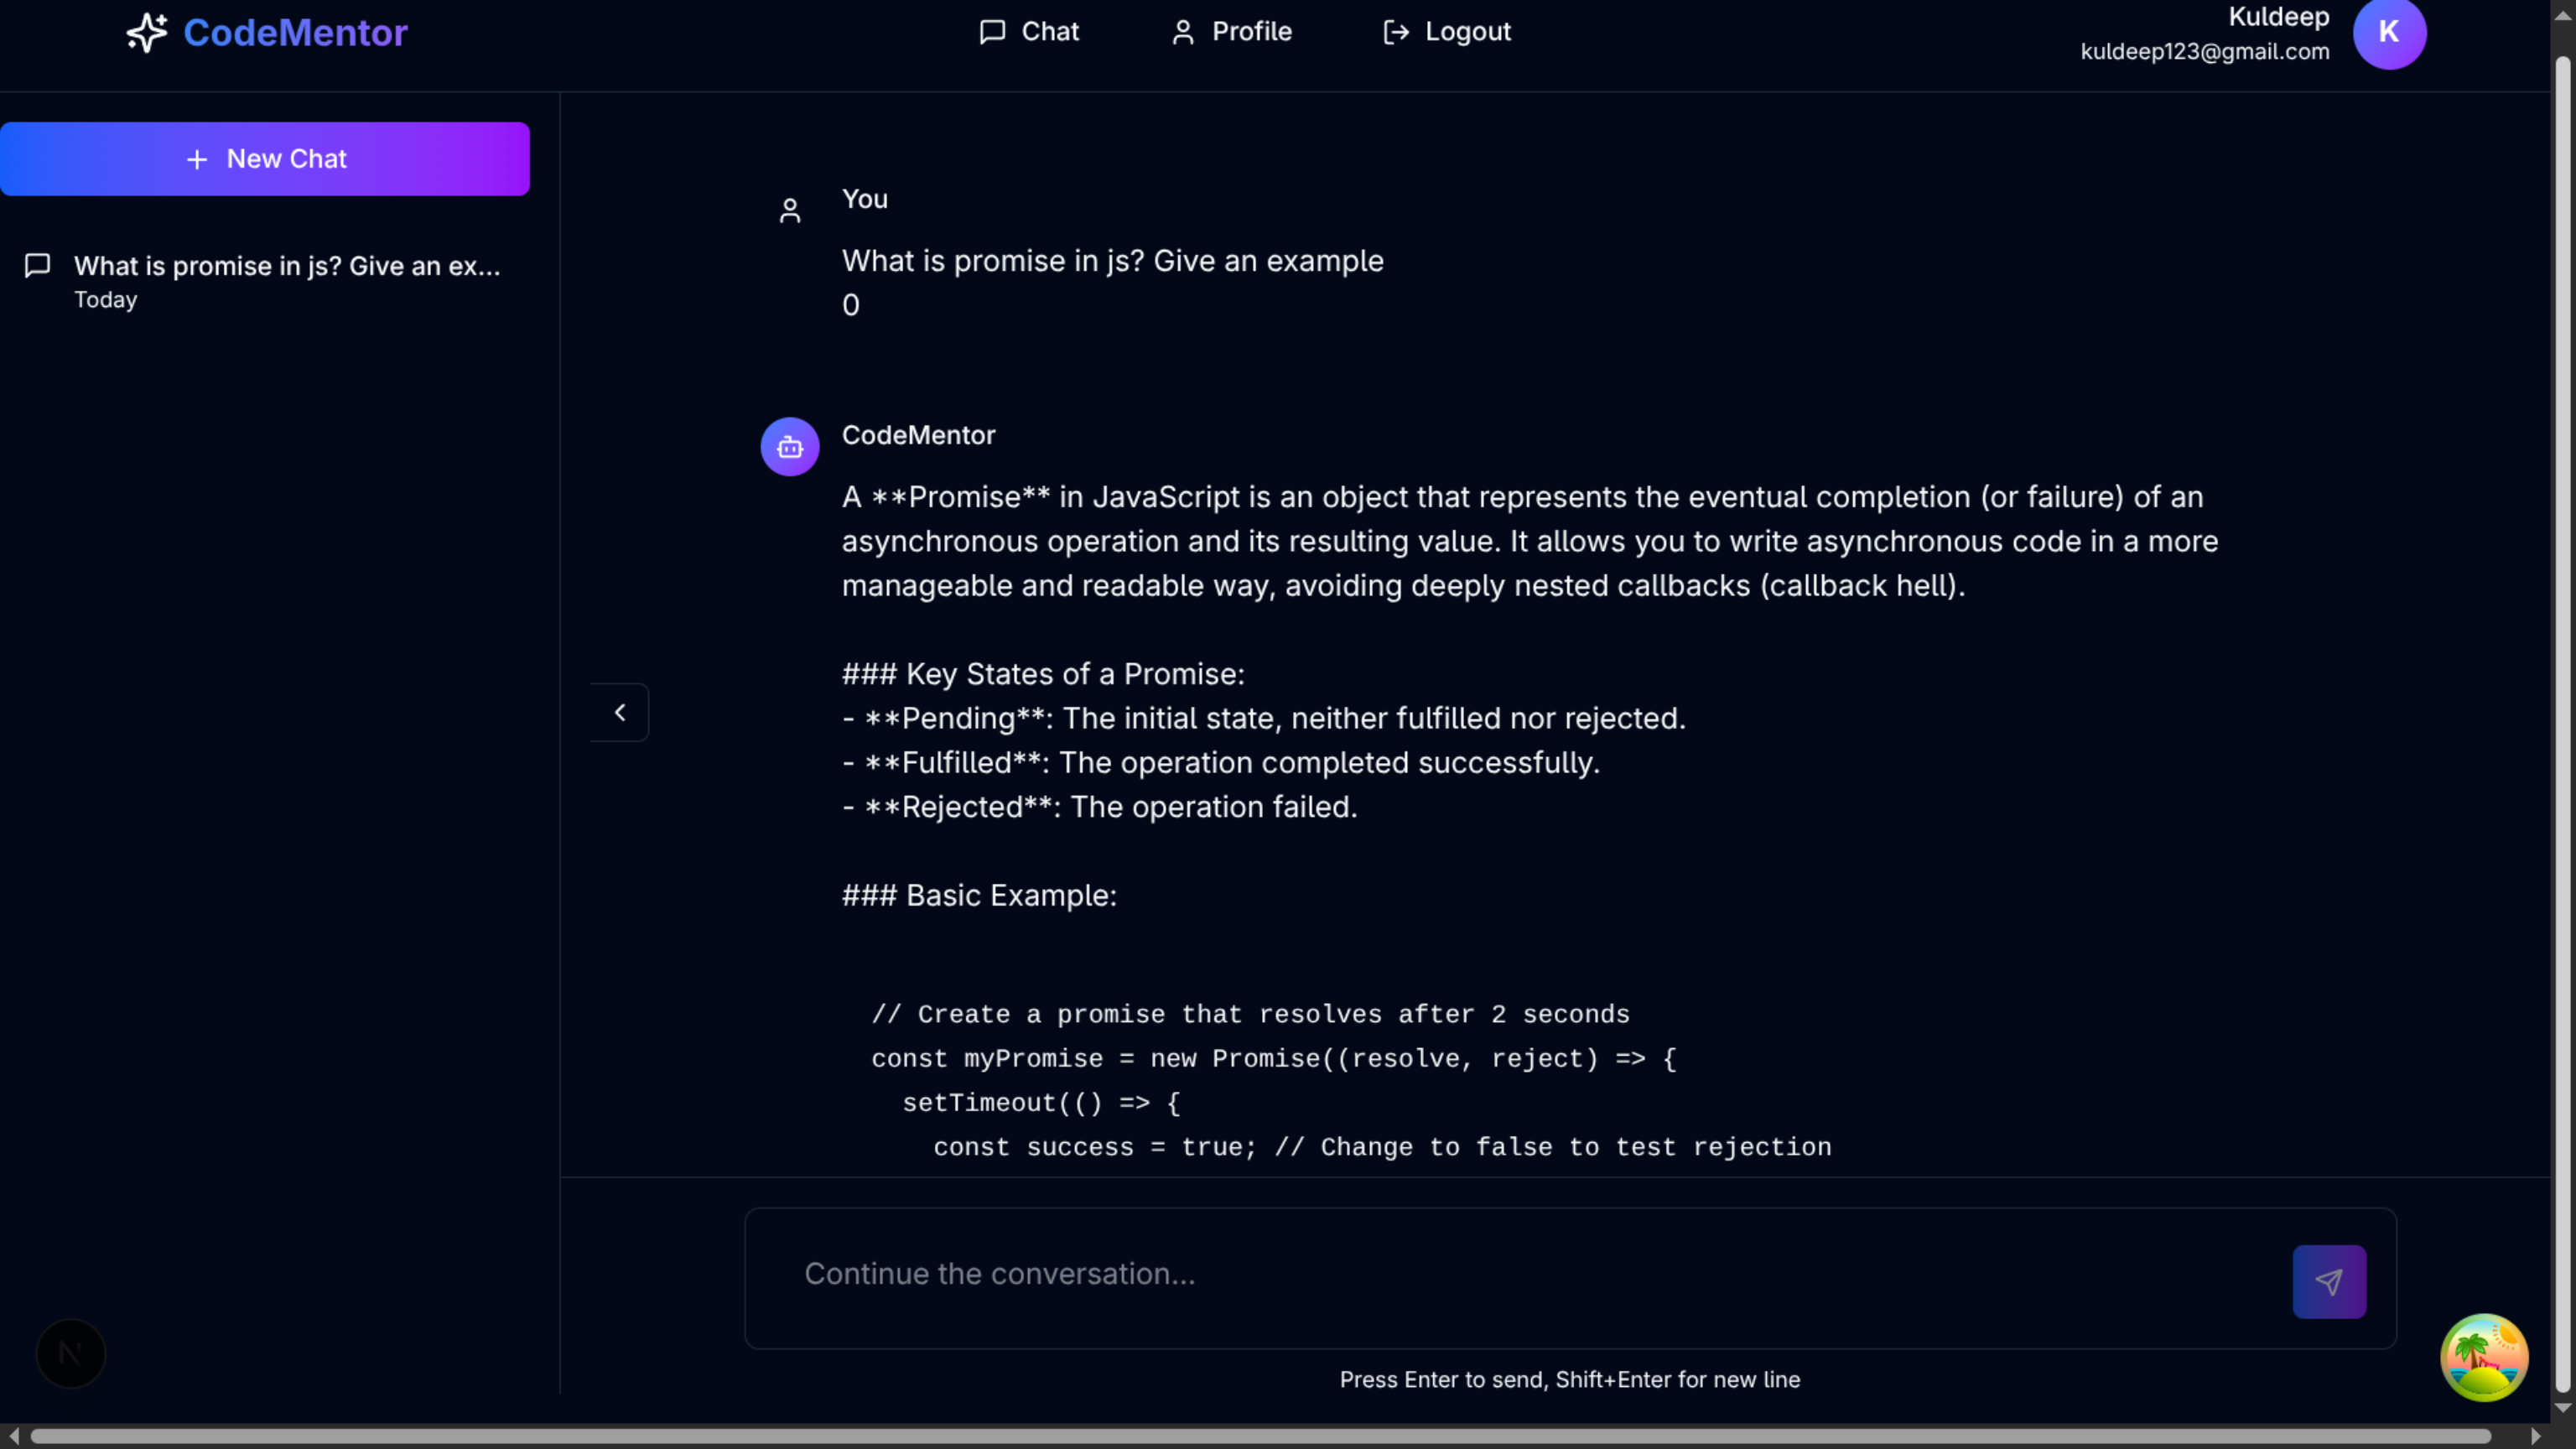 CodeMentor
Chat
Profile
Logout
Kuldeep
kuldeep123@gmail.com
K
+ New Chat
What is promise in js? Give an ex...
Today
You
What is promise in js? Give an example
0
CodeMentor
A **Promise** in JavaScript is an object that represents the eventual completion (or failure) of an
asynchronous operation and its resulting value. It allows you to write asynchronous code in a more
manageable and readable way, avoiding deeply nested callbacks (callback hell).
### Key States of a Promise:
- **Pending**: The initial state, neither fulfilled nor rejected.
- **Fulfilled**: The operation completed successfully.
- **Rejected**: The operation failed.
### Basic Example:
// Create a promise that resolves after 2 seconds
const myPromise = new Promise((resolve, reject) => {
  setTimeout(() => {
    const success = true; // Change to false to test rejection
Continue the conversation...
N
Press Enter to send, Shift+Enter for new line